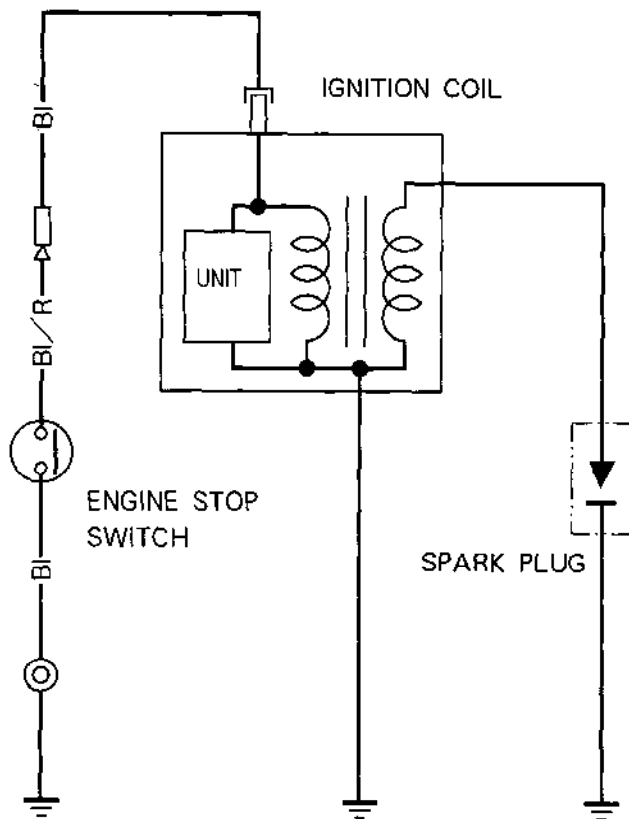 IGNITION COIL
Bl
UNIT
Bl/R
ENGINE STOP
SWITCH
SPARK PLUG
Bl